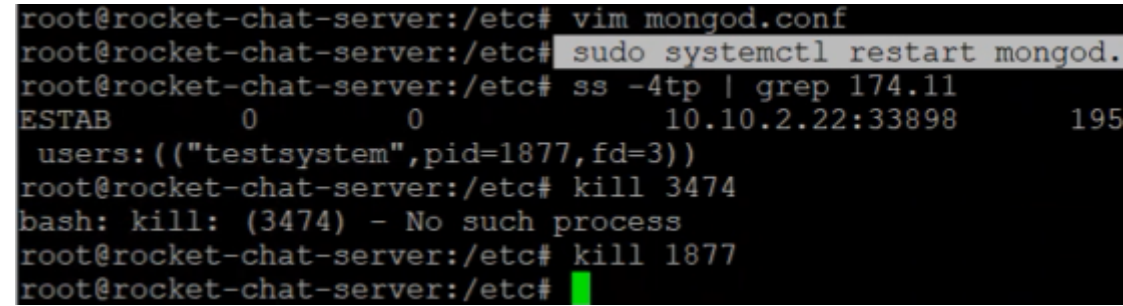 root@rocket-chat-server:/etc# vim mongod.conf
root@rocket-chat-server:/etc# sudo systemctl restart mongod.
root@rocket-chat-server:/etc# ss -4tp | grep 174.11
ESTAB 0 0 10.10.2.22:33898 195
users:(("testsystem",pid=1877,fd=3))
root@rocket-chat-server:/etc# kill 3474
bash: kill: (3474) - No such process
root@rocket-chat-server:/etc# kill 1877
root@rocket-chat-server:/etc#